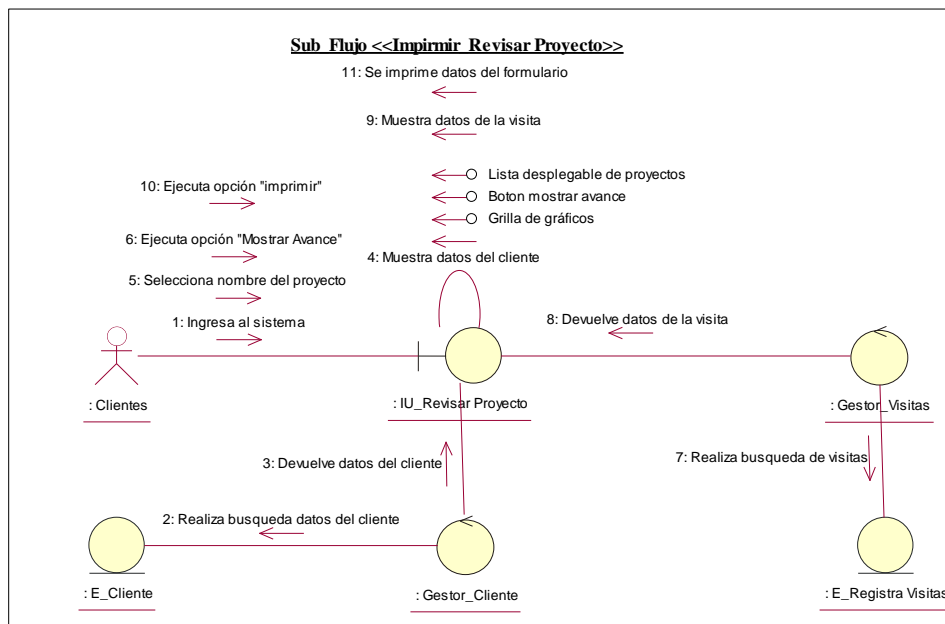 Sub_Flujo <<Impirmir_Revisar Proyecto>>
11: Se imprime datos del formulario
9: Muestra datos de la visita
Lista desplegable de proyectos
10: Ejecuta opción "imprimir"
Boton mostrar avance
Grilla de gráficos
6: Ejecuta opción "Mostrar Avance"
4: Muestra datos del cliente
5: Selecciona nombre del proyecto
1: Ingresa al sistema
8: Devuelve datos de la visita
: Clientes
: IU_Revisar Proyecto
: Gestor_Visitas
3: Devuelve datos del cliente
7: Realiza busqueda de visitas
2: Realiza busqueda datos del cliente
: E_Cliente
: Gestor_Cliente
: E_Registra Visitas